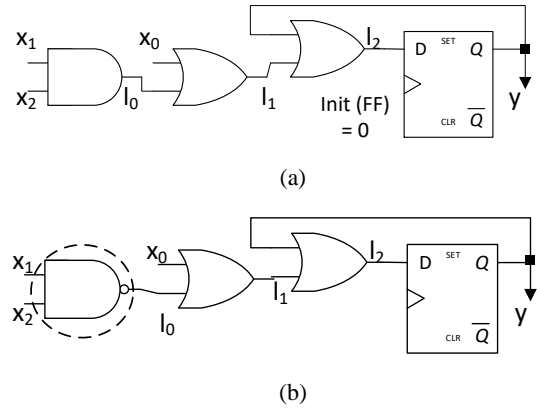 x1
x2
l0
x0
l1
l2
Init (FF)
= 0
D
SET
Q
CLR
Q
y
(a)
x1
x2
l0
x0
l1
l2
D
SET
Q
CLR
Q
y
(b)